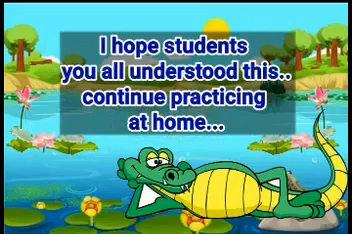 I hope students
you all understood this..
continue practicing
at home...